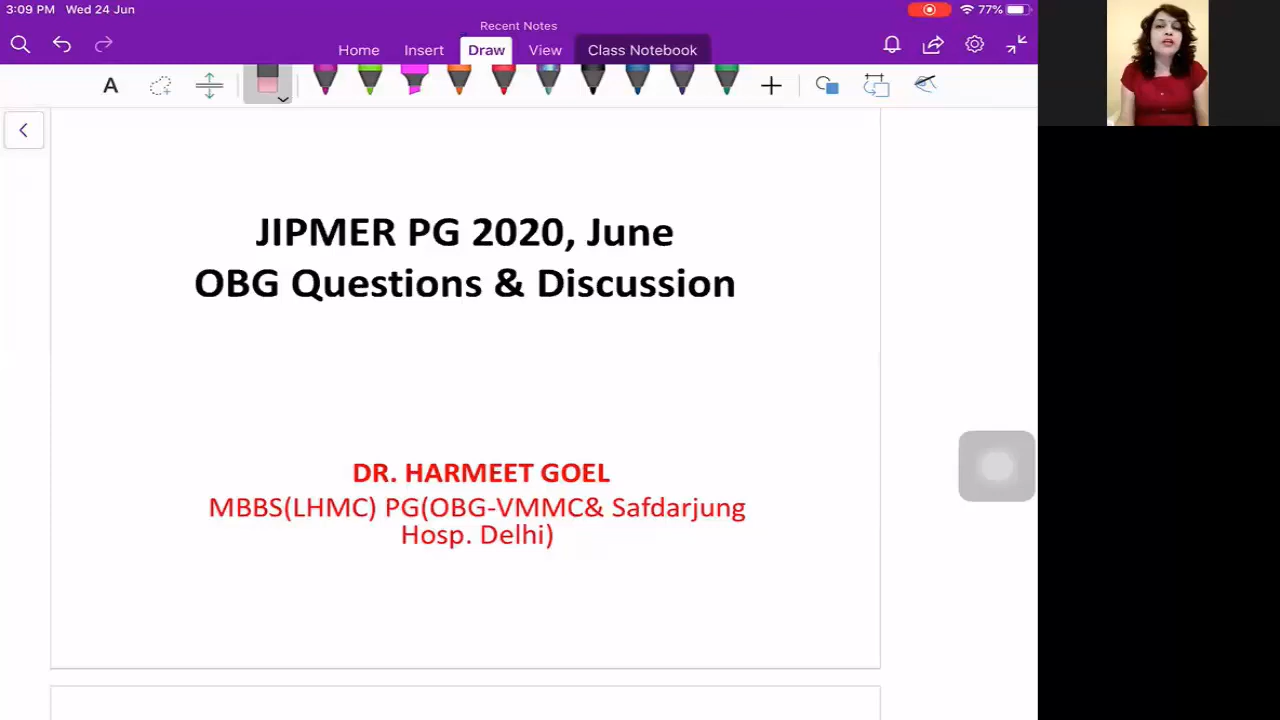 3:09 PM Wed 24 Jun
77%
Recent Notes
Home Insert Draw View Class Notebook
A
JIPMER PG 2020, June
OBG Questions & Discussion
DR. HARMEET GOEL
MBBS(LHMC) PG(OBG-VMMC& Safdarjung
Hosp. Delhi)